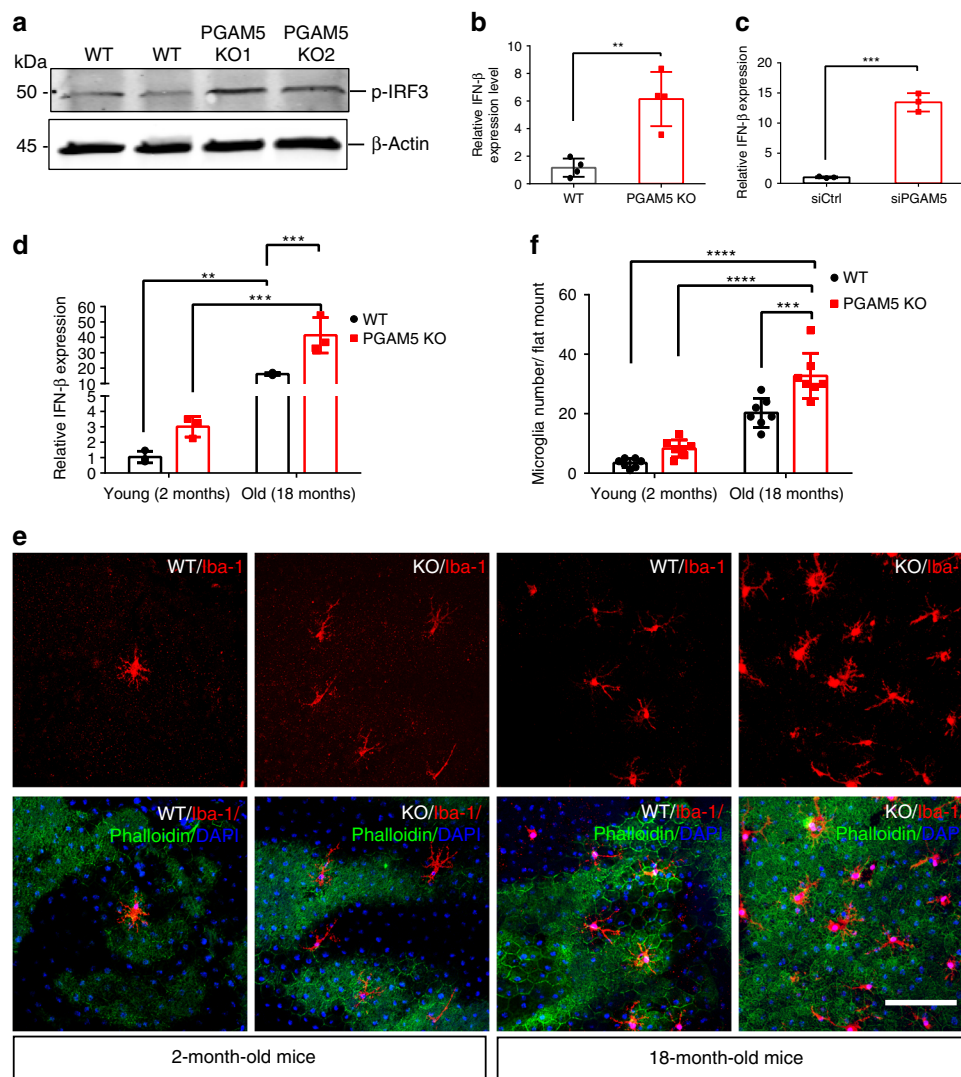 a
kDa
WT
WT
PGAM5 KO1
PGAM5 KO2
50 -
p-IRF3
45 -
β-Actin
b
Relative IFN-β expression level
10
8
6
4
2
0
**
WT
PGAM5 KO
c
Relative IFN-β expression
20
15
10
5
0
***
siCtrl
siPGAM5
d
Relative IFN-β expression
60
50
40
30
20
10
5
4
3
2
1
0
**
***
***
WT
PGAM5 KO
Young (2 months)
Old (18 months)
f
Microglia number/ flat mount
60
40
20
0
****
****
***
WT
PGAM5 KO
Young (2 months)
Old (18 months)
e
WT/Iba-1
KO/Iba-1
WT/Iba-1
KO/Iba-
WT/Iba-1/
Phalloidin/DAPI
KO/Iba-1/
Phalloidin/DAPI
WT/Iba-1/
Phalloidin/DAPI
KO/Iba-1/
Phalloidin/DAPI
2-month-old mice
18-month-old mice